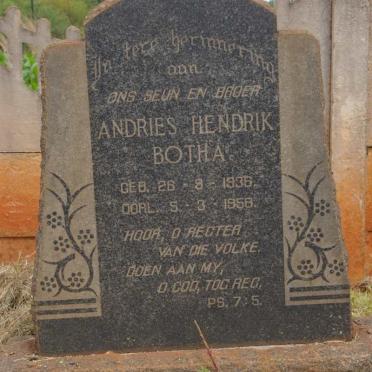 In tere herinnering
aan
ONS SEUN EN BROER
ANDRIES HENDRIK
BOTHA.
GEB. 26 - 8 - 1936.
OORL. 5 - 3 - 1958.
HOOR, O REGTER
VAN DIE VOLKE,
DOEN AAN MY,
O GOD, TOG REG,
PS. 7:5.